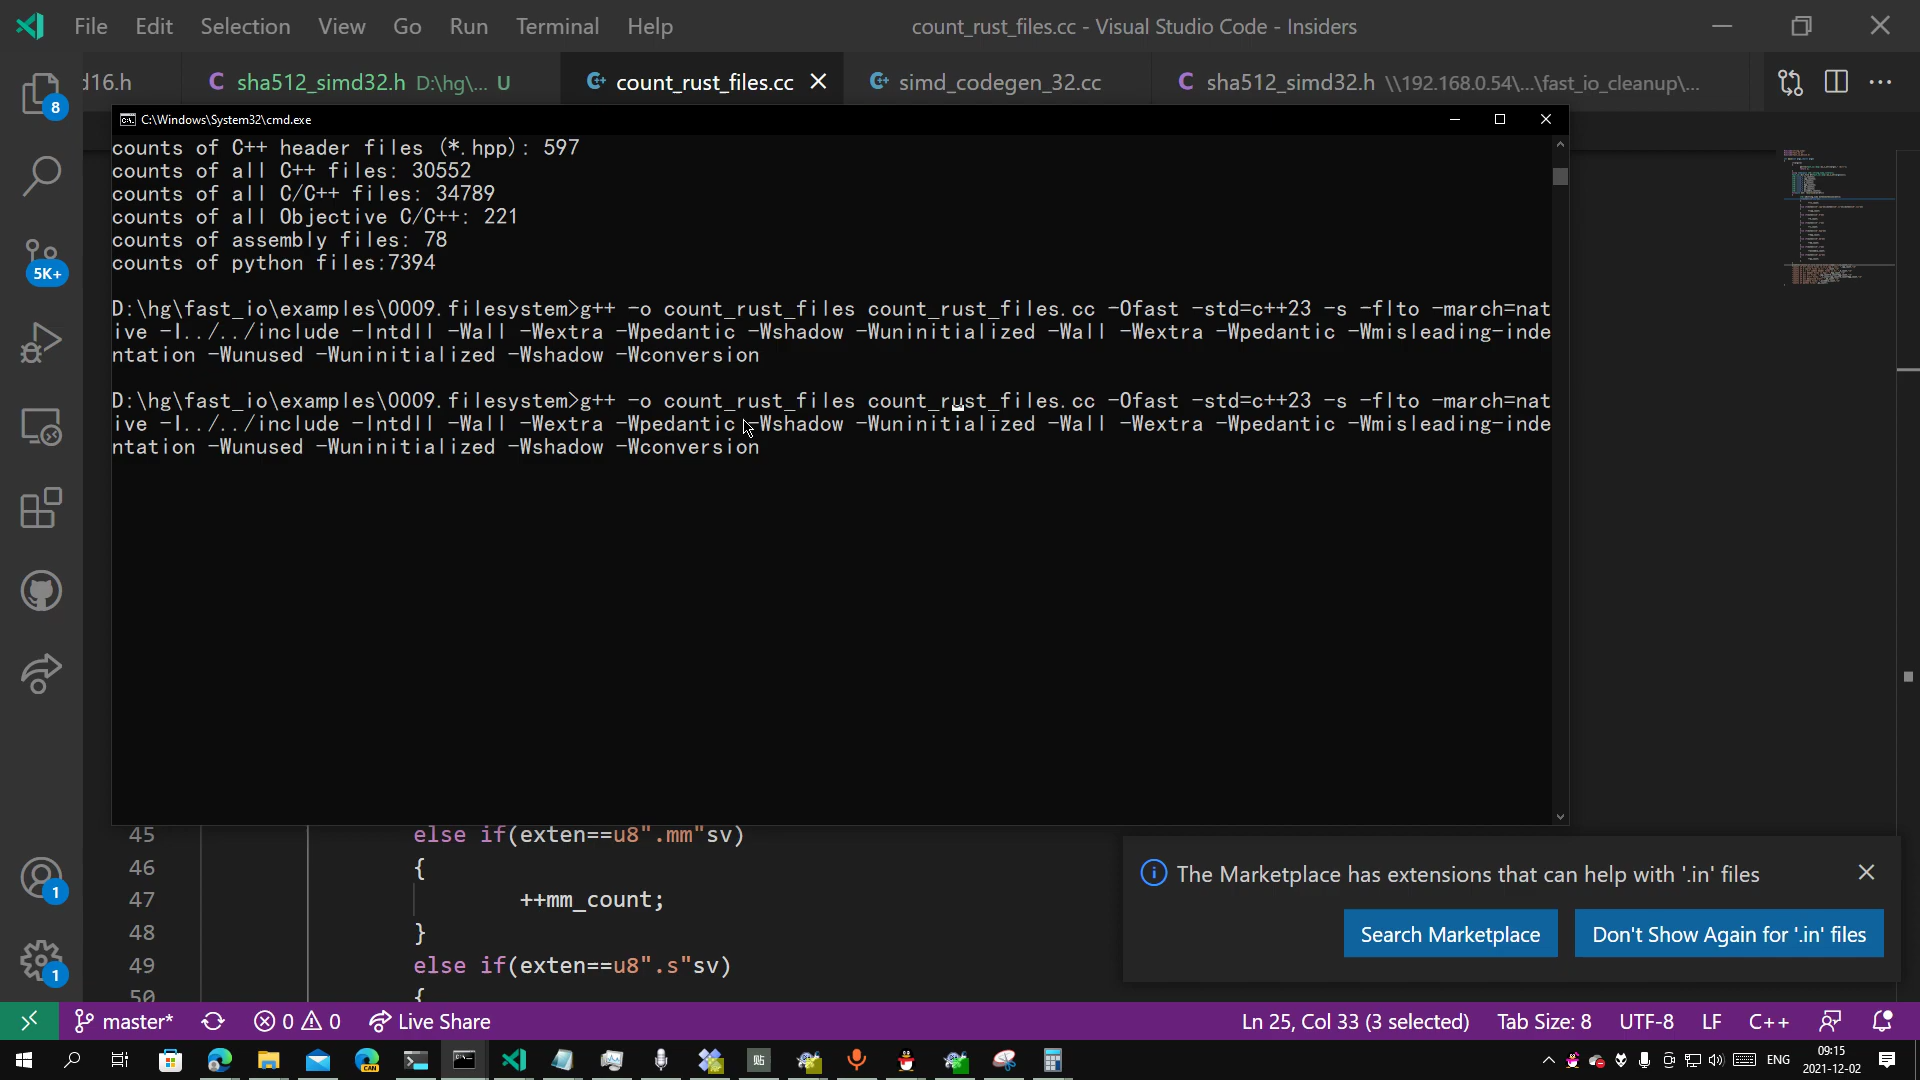 File Edit Selection View Go Run Terminal Help count_rust_files.cc - Visual Studio Code - Insiders
d16.h sha512_simd32.h D:\hg\... U count_rust_files.cc simd_codegen_32.cc sha512_simd32.h \\192.168.0.54\...\fast_io_cleanup\...
8
C:\Windows\System32\cmd.exe
counts of C++ header files (*.hpp): 597
counts of all C++ files: 30552
counts of all C/C++ files: 34789
counts of all Objective C/C++: 221
counts of assembly files: 78
counts of python files:7394
5K+
D:\hg\fast_io\examples\0009.filesystem>g++ -o count_rust_files count_rust_files.cc -Ofast -std=c++23 -s -flto -march=nat
ive -I../../include -lntdll -Wall -Wextra -Wpedantic -Wshadow -Wuninitialized -Wall -Wextra -Wpedantic -Wmisleading-inde
ntation -Wunused -Wuninitialized -Wshadow -Wconversion
D:\hg\fast_io\examples\0009.filesystem>g++ -o count_rust_files count_rust_files.cc -Ofast -std=c++23 -s -flto -march=nat
ive -I../../include -lntdll -Wall -Wextra -Wpedantic -Wshadow -Wuninitialized -Wall -Wextra -Wpedantic -Wmisleading-inde
ntation -Wunused -Wuninitialized -Wshadow -Wconversion
45 else if(exten==u8".mm"sv)
46 {
47 ++mm_count;
48 }
49 else if(exten==u8".s"sv)
50 {
The Marketplace has extensions that can help with '.in' files
Search Marketplace Don't Show Again for '.in' files
1
1
master* 0 0 Live Share Ln 25, Col 33 (3 selected) Tab Size: 8 UTF-8 LF C++
CAN 贴 ENG 09:15
2021-12-02